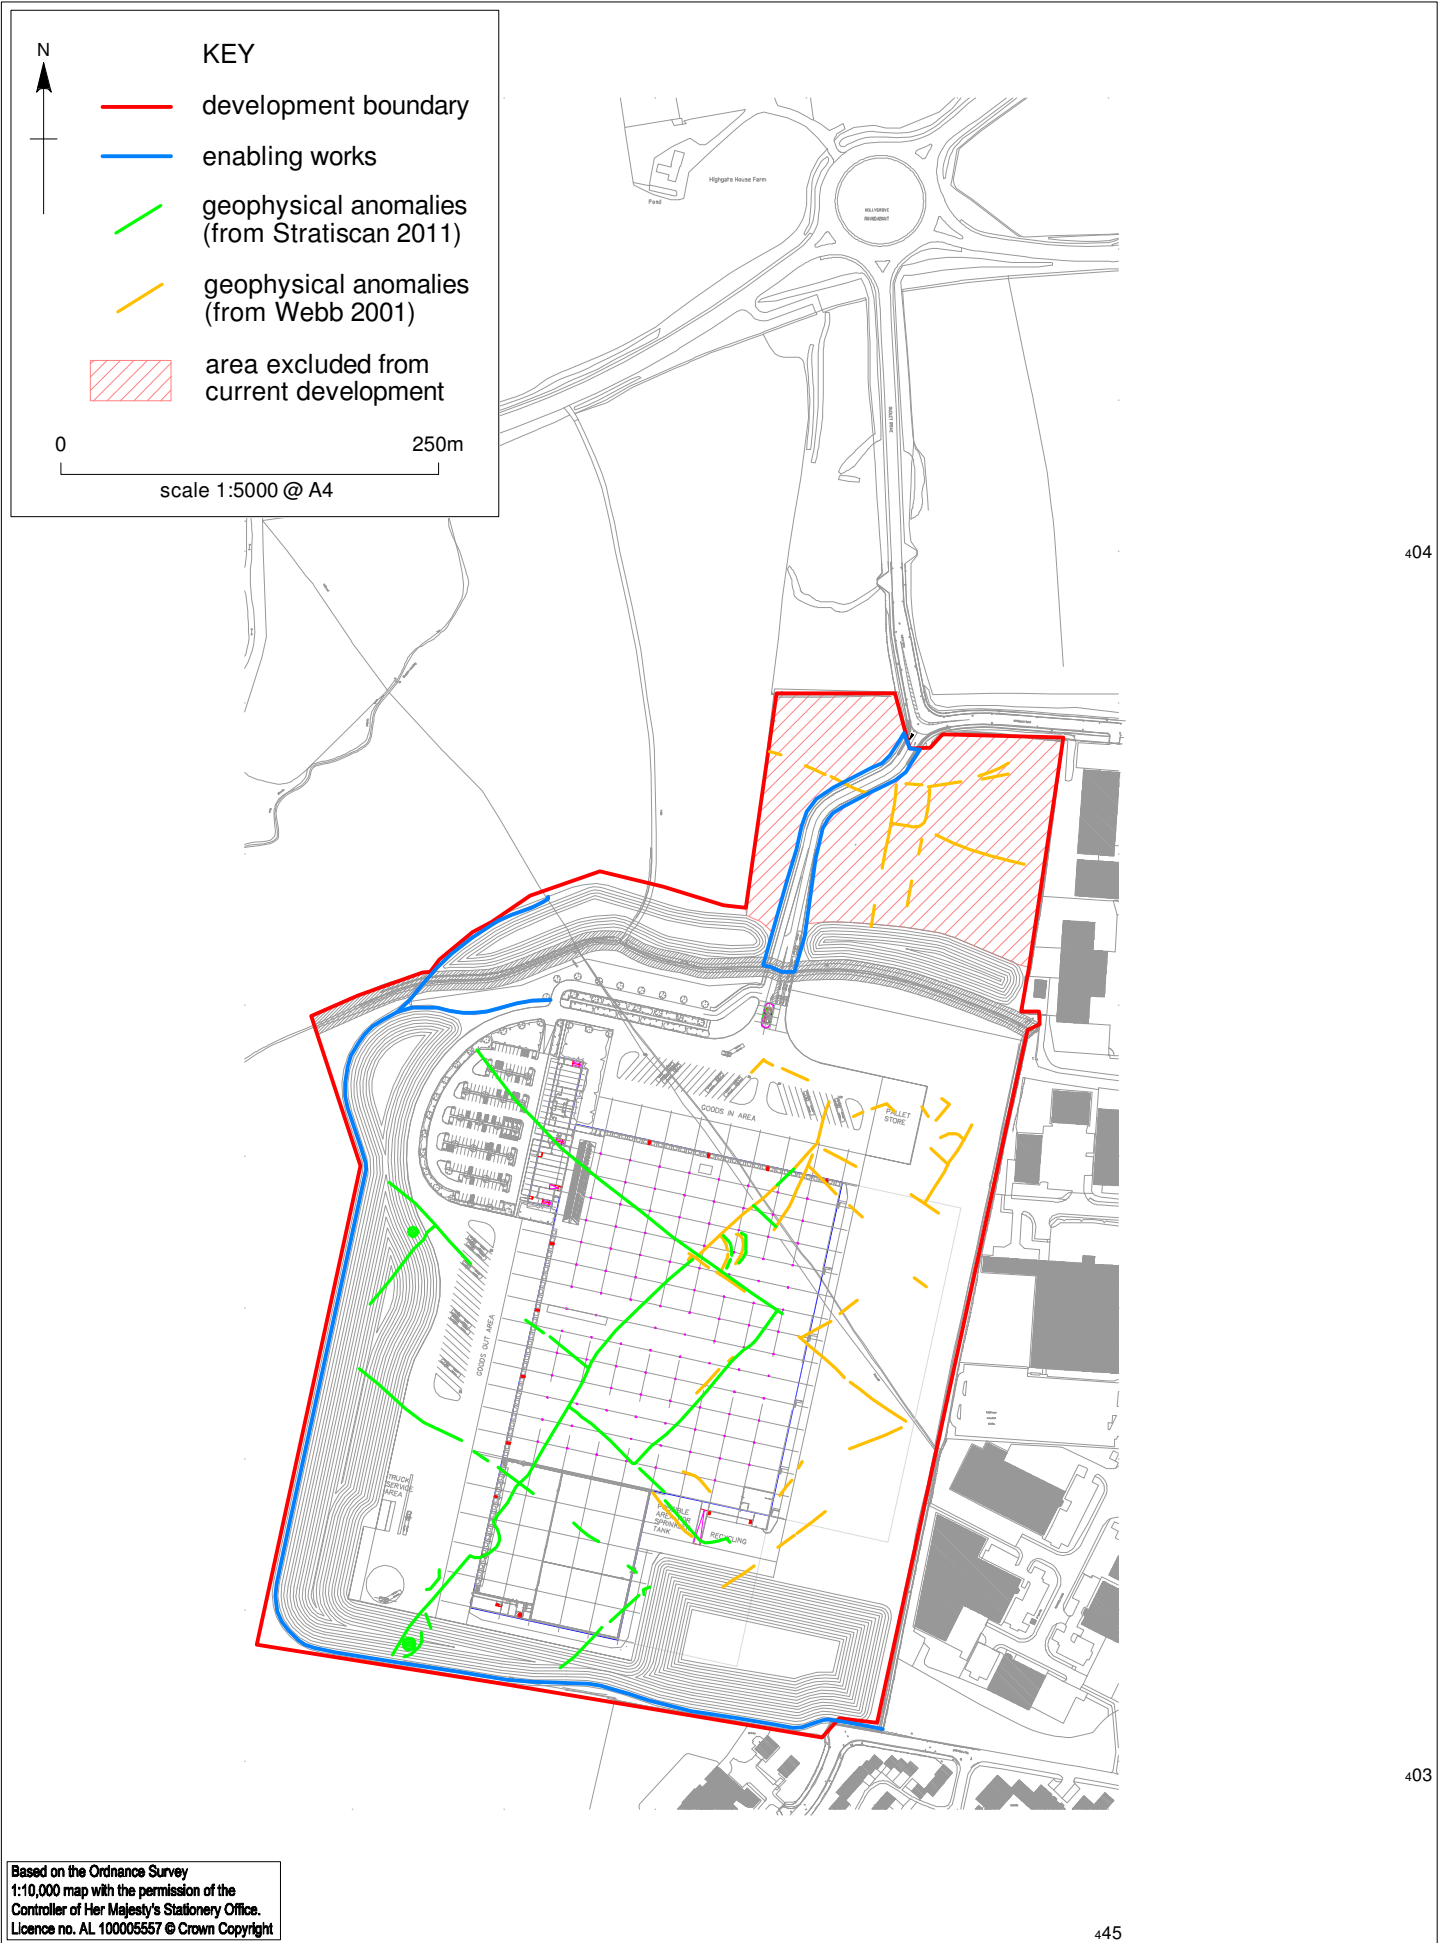 N
KEY
development boundary
enabling works
geophysical anomalies
(from Stratiscan 2011)
geophysical anomalies
(from Webb 2001)
area excluded from
current development
0 250m
scale 1:5000 @ A4
Highgate House Farm
Pond
HOLLYGROVE
ROUNDABOUT
404
GOODS IN AREA
PALLET
STORE
GOODS OUT AREA
TRUCK
SERVICE
AREA
TANK
RECYCLING
403
Based on the Ordnance Survey
1:10,000 map with the permission of the
Controller of Her Majesty's Stationery Office.
Licence no. AL 100005557 © Crown Copyright
445